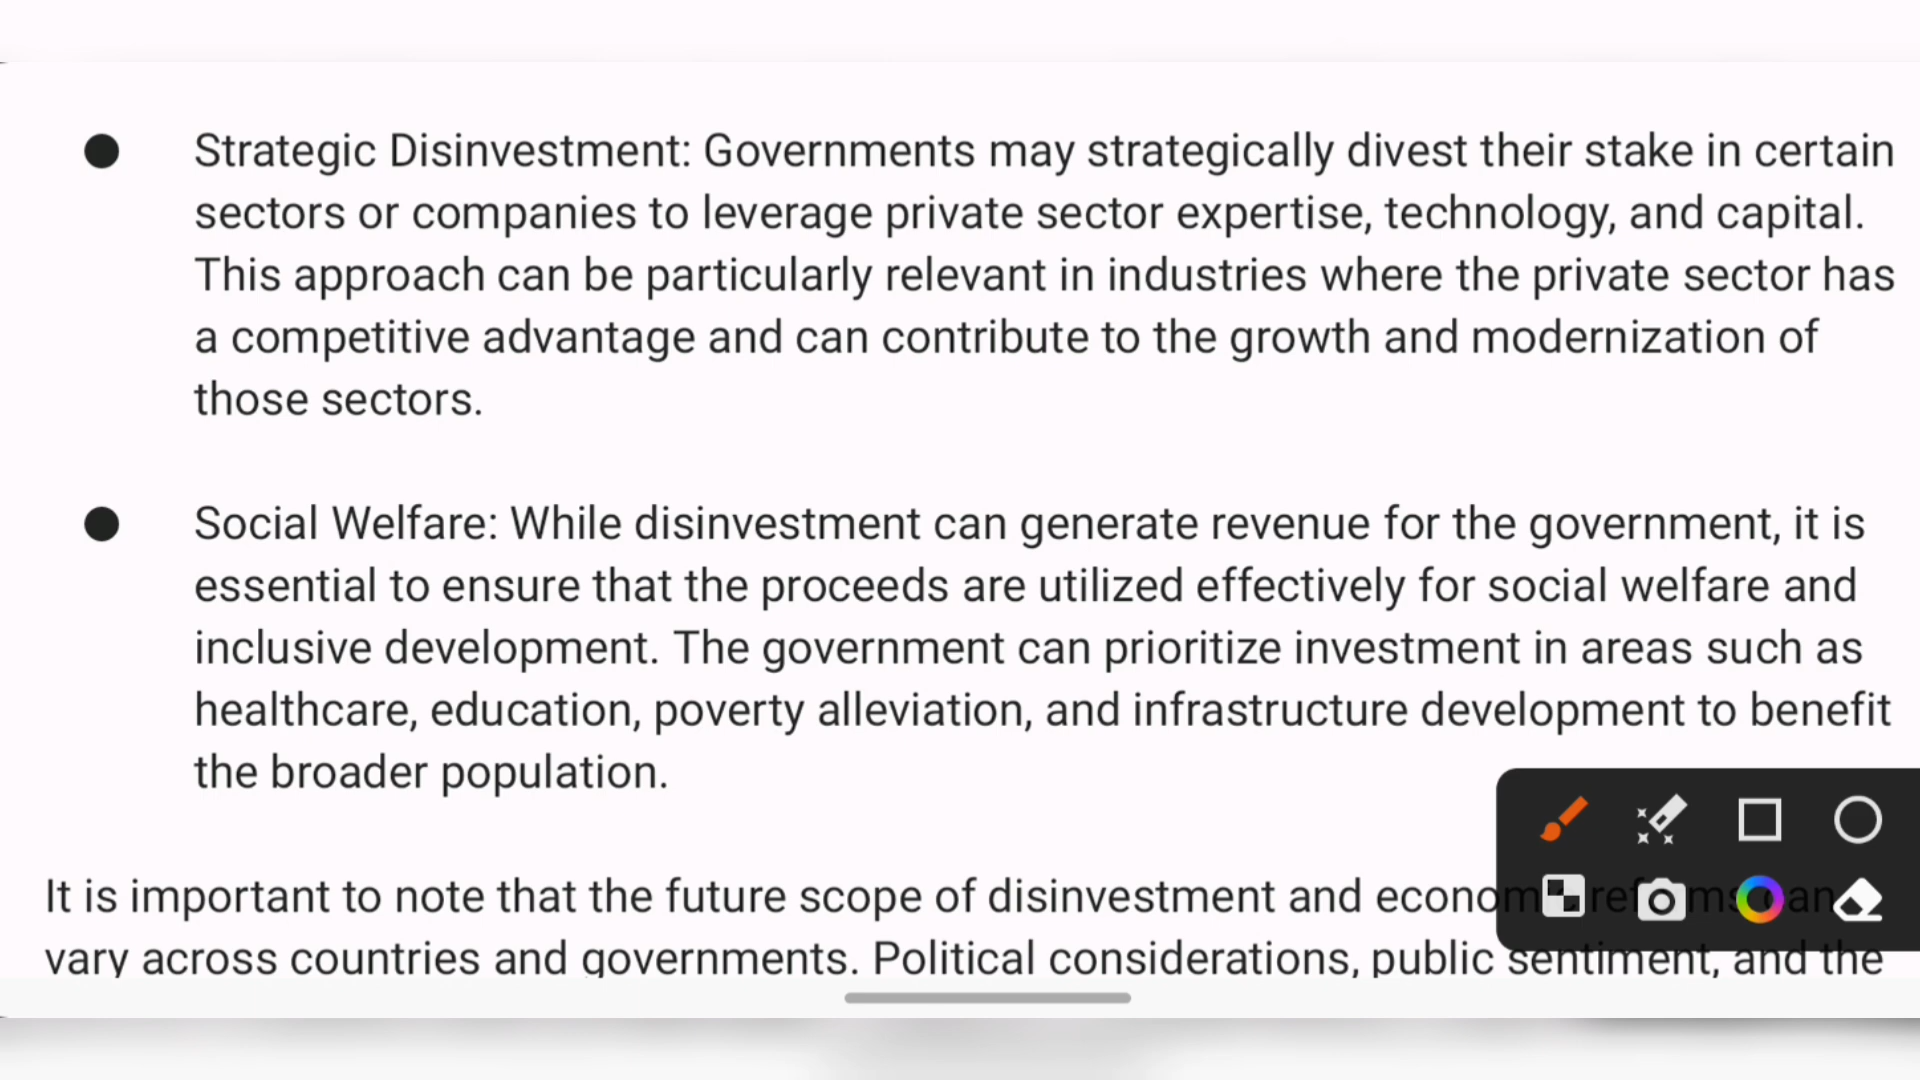 Strategic Disinvestment: Governments may strategically divest their stake in certain
sectors or companies to leverage private sector expertise, technology, and capital.
This approach can be particularly relevant in industries where the private sector has
a competitive advantage and can contribute to the growth and modernization of
those sectors.
Social Welfare: While disinvestment can generate revenue for the government, it is
essential to ensure that the proceeds are utilized effectively for social welfare and
inclusive development. The government can prioritize investment in areas such as
healthcare, education, poverty alleviation, and infrastructure development to benefit
the broader population.
It is important to note that the future scope of disinvestment and economic reforms can
vary across countries and governments. Political considerations, public sentiment, and the